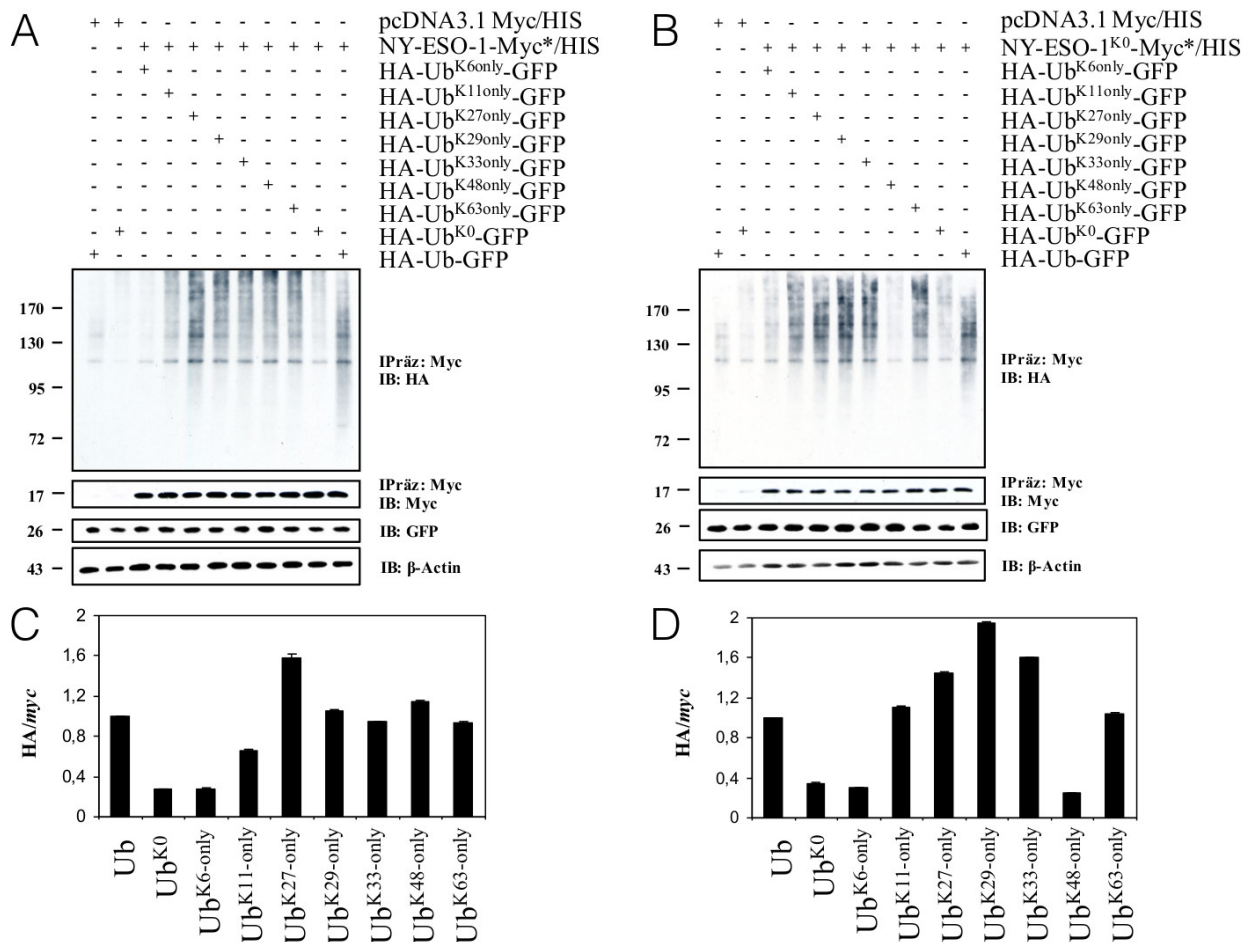 A
+ + - - - - - - - - - pcDNA3.1 Myc/HIS
- - + + + + + + + + + NY-ESO-1-Myc*/HIS
- - + - - - - - - - - HA-Ub^K6only-GFP
- - - + - - - - - - - HA-Ub^K11only-GFP
- - - - + - - - - - - HA-Ub^K27only-GFP
- - - - - + - - - - - HA-Ub^K29only-GFP
- - - - - - + - - - - HA-Ub^K33only-GFP
- - - - - - - + - - - HA-Ub^K48only-GFP
- - - - - - - - + - - HA-Ub^K63only-GFP
- + - - - - - - - + - HA-Ub^K0-GFP
+ - - - - - - - - - + HA-Ub-GFP
170
130
95
72
IPräz: Myc
IB: HA
17
IPräz: Myc
IB: Myc
26
IB: GFP
43
IB: β-Actin
B
+ + - - - - - - - - - pcDNA3.1 Myc/HIS
- - + + + + + + + + + NY-ESO-1^K0-Myc*/HIS
- - + - - - - - - - - HA-Ub^K6only-GFP
- - - + - - - - - - - HA-Ub^K11only-GFP
- - - - + - - - - - - HA-Ub^K27only-GFP
- - - - - + - - - - - HA-Ub^K29only-GFP
- - - - - - + - - - - HA-Ub^K33only-GFP
- - - - - - - + - - - HA-Ub^K48only-GFP
- - - - - - - - + - - HA-Ub^K63only-GFP
- + - - - - - - - + - HA-Ub^K0-GFP
+ - - - - - - - - - + HA-Ub-GFP
170
130
95
72
IPräz: Myc
IB: HA
17
IPräz: Myc
IB: Myc
26
IB: GFP
43
IB: β-Actin
C
HA/myc
2
1,6
1,2
0,8
0,4
0
Ub
Ub^K0
Ub^K6-only
Ub^K11-only
Ub^K27-only
Ub^K29-only
Ub^K33-only
Ub^K48-only
Ub^K63-only
D
HA/myc
2
1,6
1,2
0,8
0,4
0
Ub
Ub^K0
Ub^K6-only
Ub^K11-only
Ub^K27-only
Ub^K29-only
Ub^K33-only
Ub^K48-only
Ub^K63-only